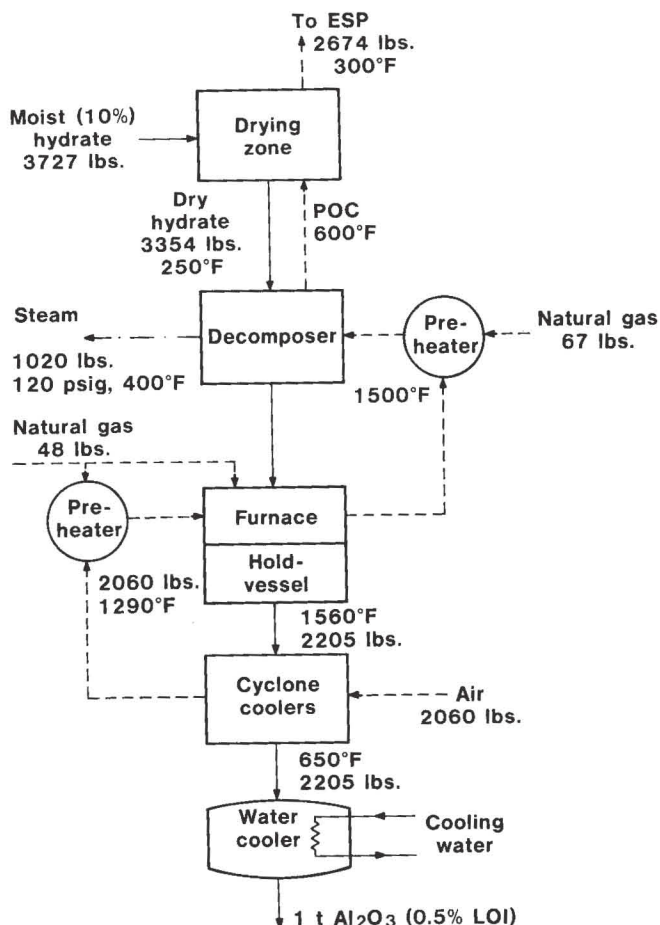 To ESP
2674 lbs.
300°F
Moist (10%)
hydrate
3727 lbs.
Drying
zone
Dry
hydrate
3354 lbs.
250°F
POC
600°F
Steam
1020 lbs.
120 psig, 400°F
Decomposer
Pre-
heater
Natural gas
67 lbs.
1500°F
Natural gas
48 lbs.
Pre-
heater
Furnace
Hold-
vessel
2060 lbs.
1290°F
1560°F
2205 lbs.
Cyclone
coolers
Air
2060 lbs.
650°F
2205 lbs.
Water
cooler
Cooling
water
1 t Al₂O₃ (0.5% LOI)